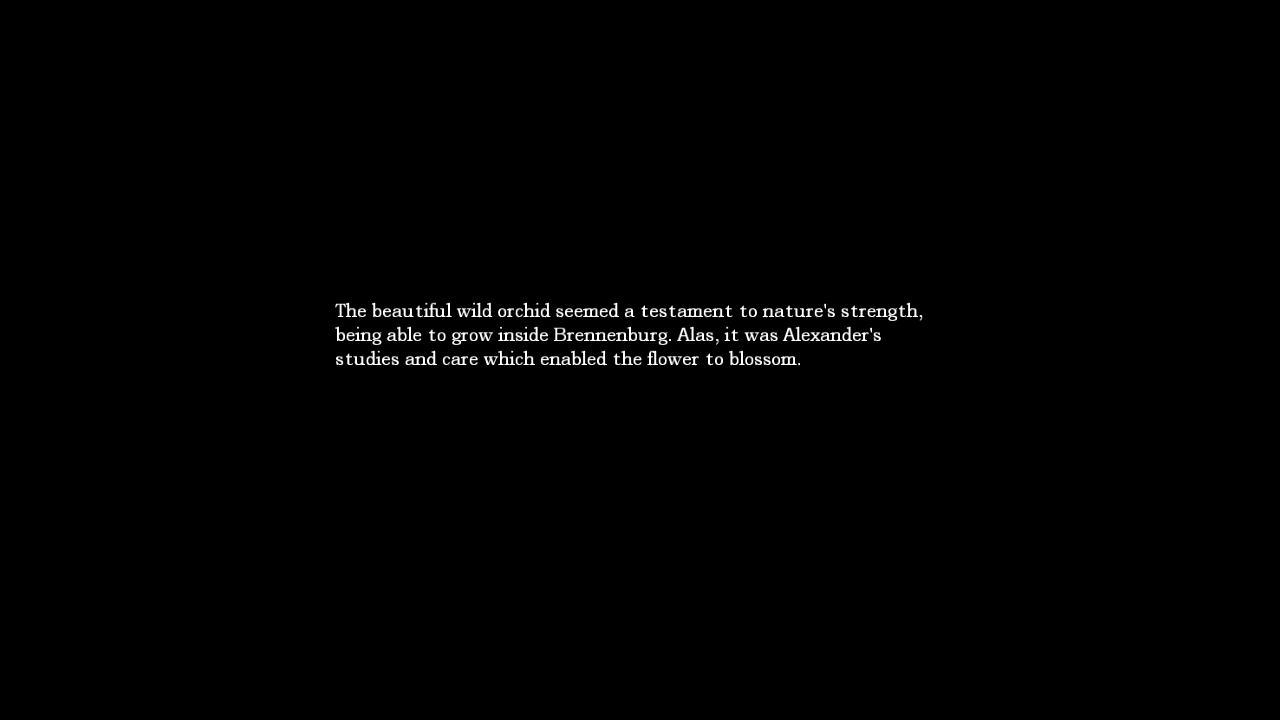 The beautiful wild orchid seemed a testament to nature's strength,
being able to grow inside Brennenburg. Alas, it was Alexander's
studies and care which enabled the flower to blossom.